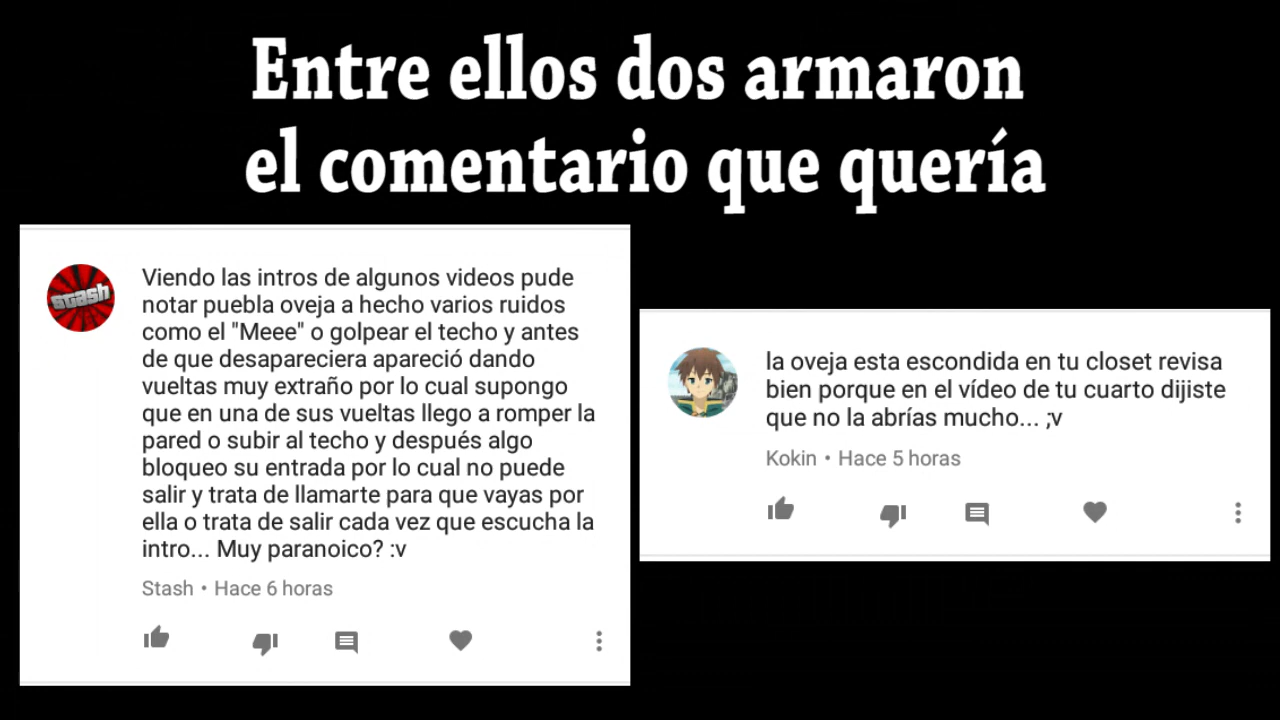 Entre ellos dos armaron
el comentario que quería
Stash
Viendo las intros de algunos videos pude
notar puebla oveja a hecho varios ruidos
como el "Meee" o golpear el techo y antes
de que desapareciera apareció dando
vueltas muy extraño por lo cual supongo
que en una de sus vueltas llego a romper la
pared o subir al techo y después algo
bloqueo su entrada por lo cual no puede
salir y trata de llamarte para que vayas por
ella o trata de salir cada vez que escucha la
intro... Muy paranoico? :v
Stash • Hace 6 horas
la oveja esta escondida en tu closet revisa
bien porque en el vídeo de tu cuarto dijiste
que no la abrías mucho... ;v
Kokin • Hace 5 horas